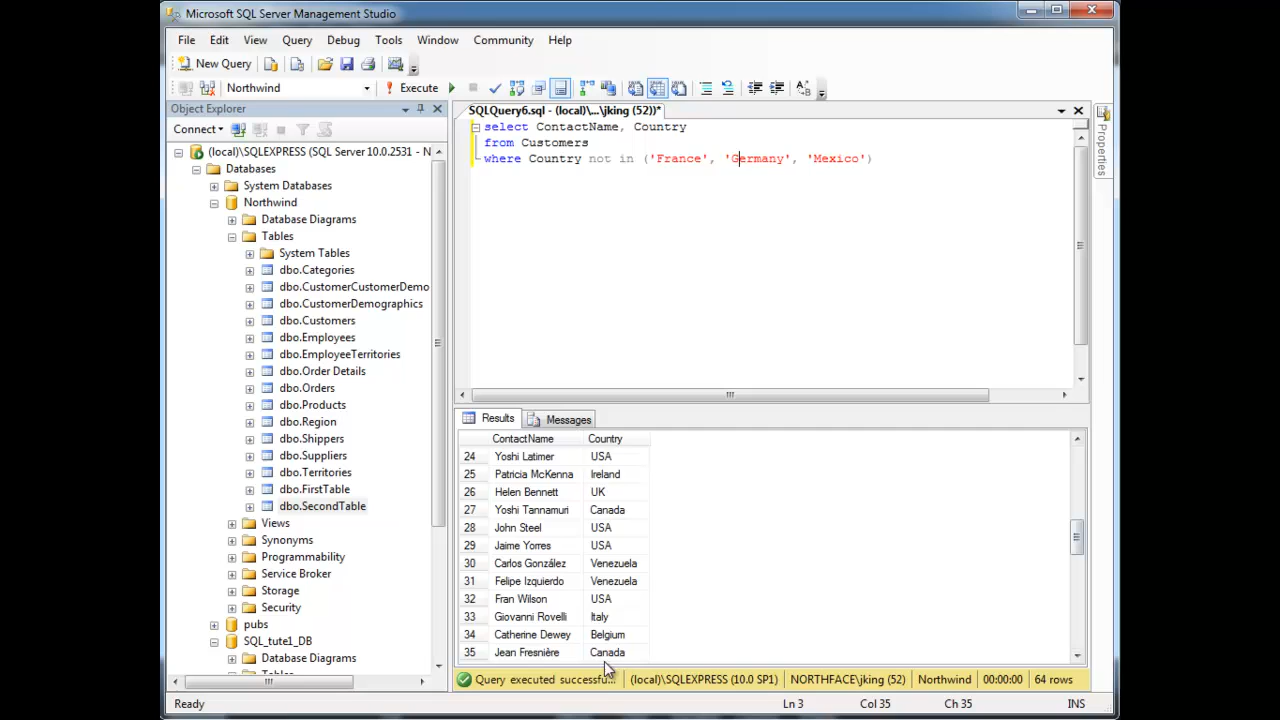 Microsoft SQL Server Management Studio
File Edit View Query Debug Tools Window Community Help
New Query
Northwind Execute
Object Explorer
Connect
(local)\SQLEXPRESS (SQL Server 10.0.2531 -
Databases
System Databases
Northwind
Database Diagrams
Tables
System Tables
dbo.Categories
dbo.CustomerCustomerDemo
dbo.CustomerDemographics
dbo.Customers
dbo.Employees
dbo.EmployeeTerritories
dbo.Order Details
dbo.Orders
dbo.Products
dbo.Region
dbo.Shippers
dbo.Suppliers
dbo.Territories
dbo.FirstTable
dbo.SecondTable
Views
Synonyms
Programmability
Service Broker
Storage
Security
pubs
SQL_tute1_DB
Database Diagrams
SQLQuery6.sql - (local)\...\jking (52))*
select ContactName, Country
from Customers
where Country not in ('France', 'Germany', 'Mexico')
Properties
Results Messages
ContactName Country
24 Yoshi Latimer USA
25 Patricia McKenna Ireland
26 Helen Bennett UK
27 Yoshi Tannamuri Canada
28 John Steel USA
29 Jaime Yorres USA
30 Carlos González Venezuela
31 Felipe Izquierdo Venezuela
32 Fran Wilson USA
33 Giovanni Rovelli Italy
34 Catherine Dewey Belgium
35 Jean Fresnière Canada
Query executed successfu... (local)\SQLEXPRESS (10.0 SP1) NORTHFACE\jking (52) Northwind 00:00:00 64 rows
Ready Ln 3 Col 35 Ch 35 INS